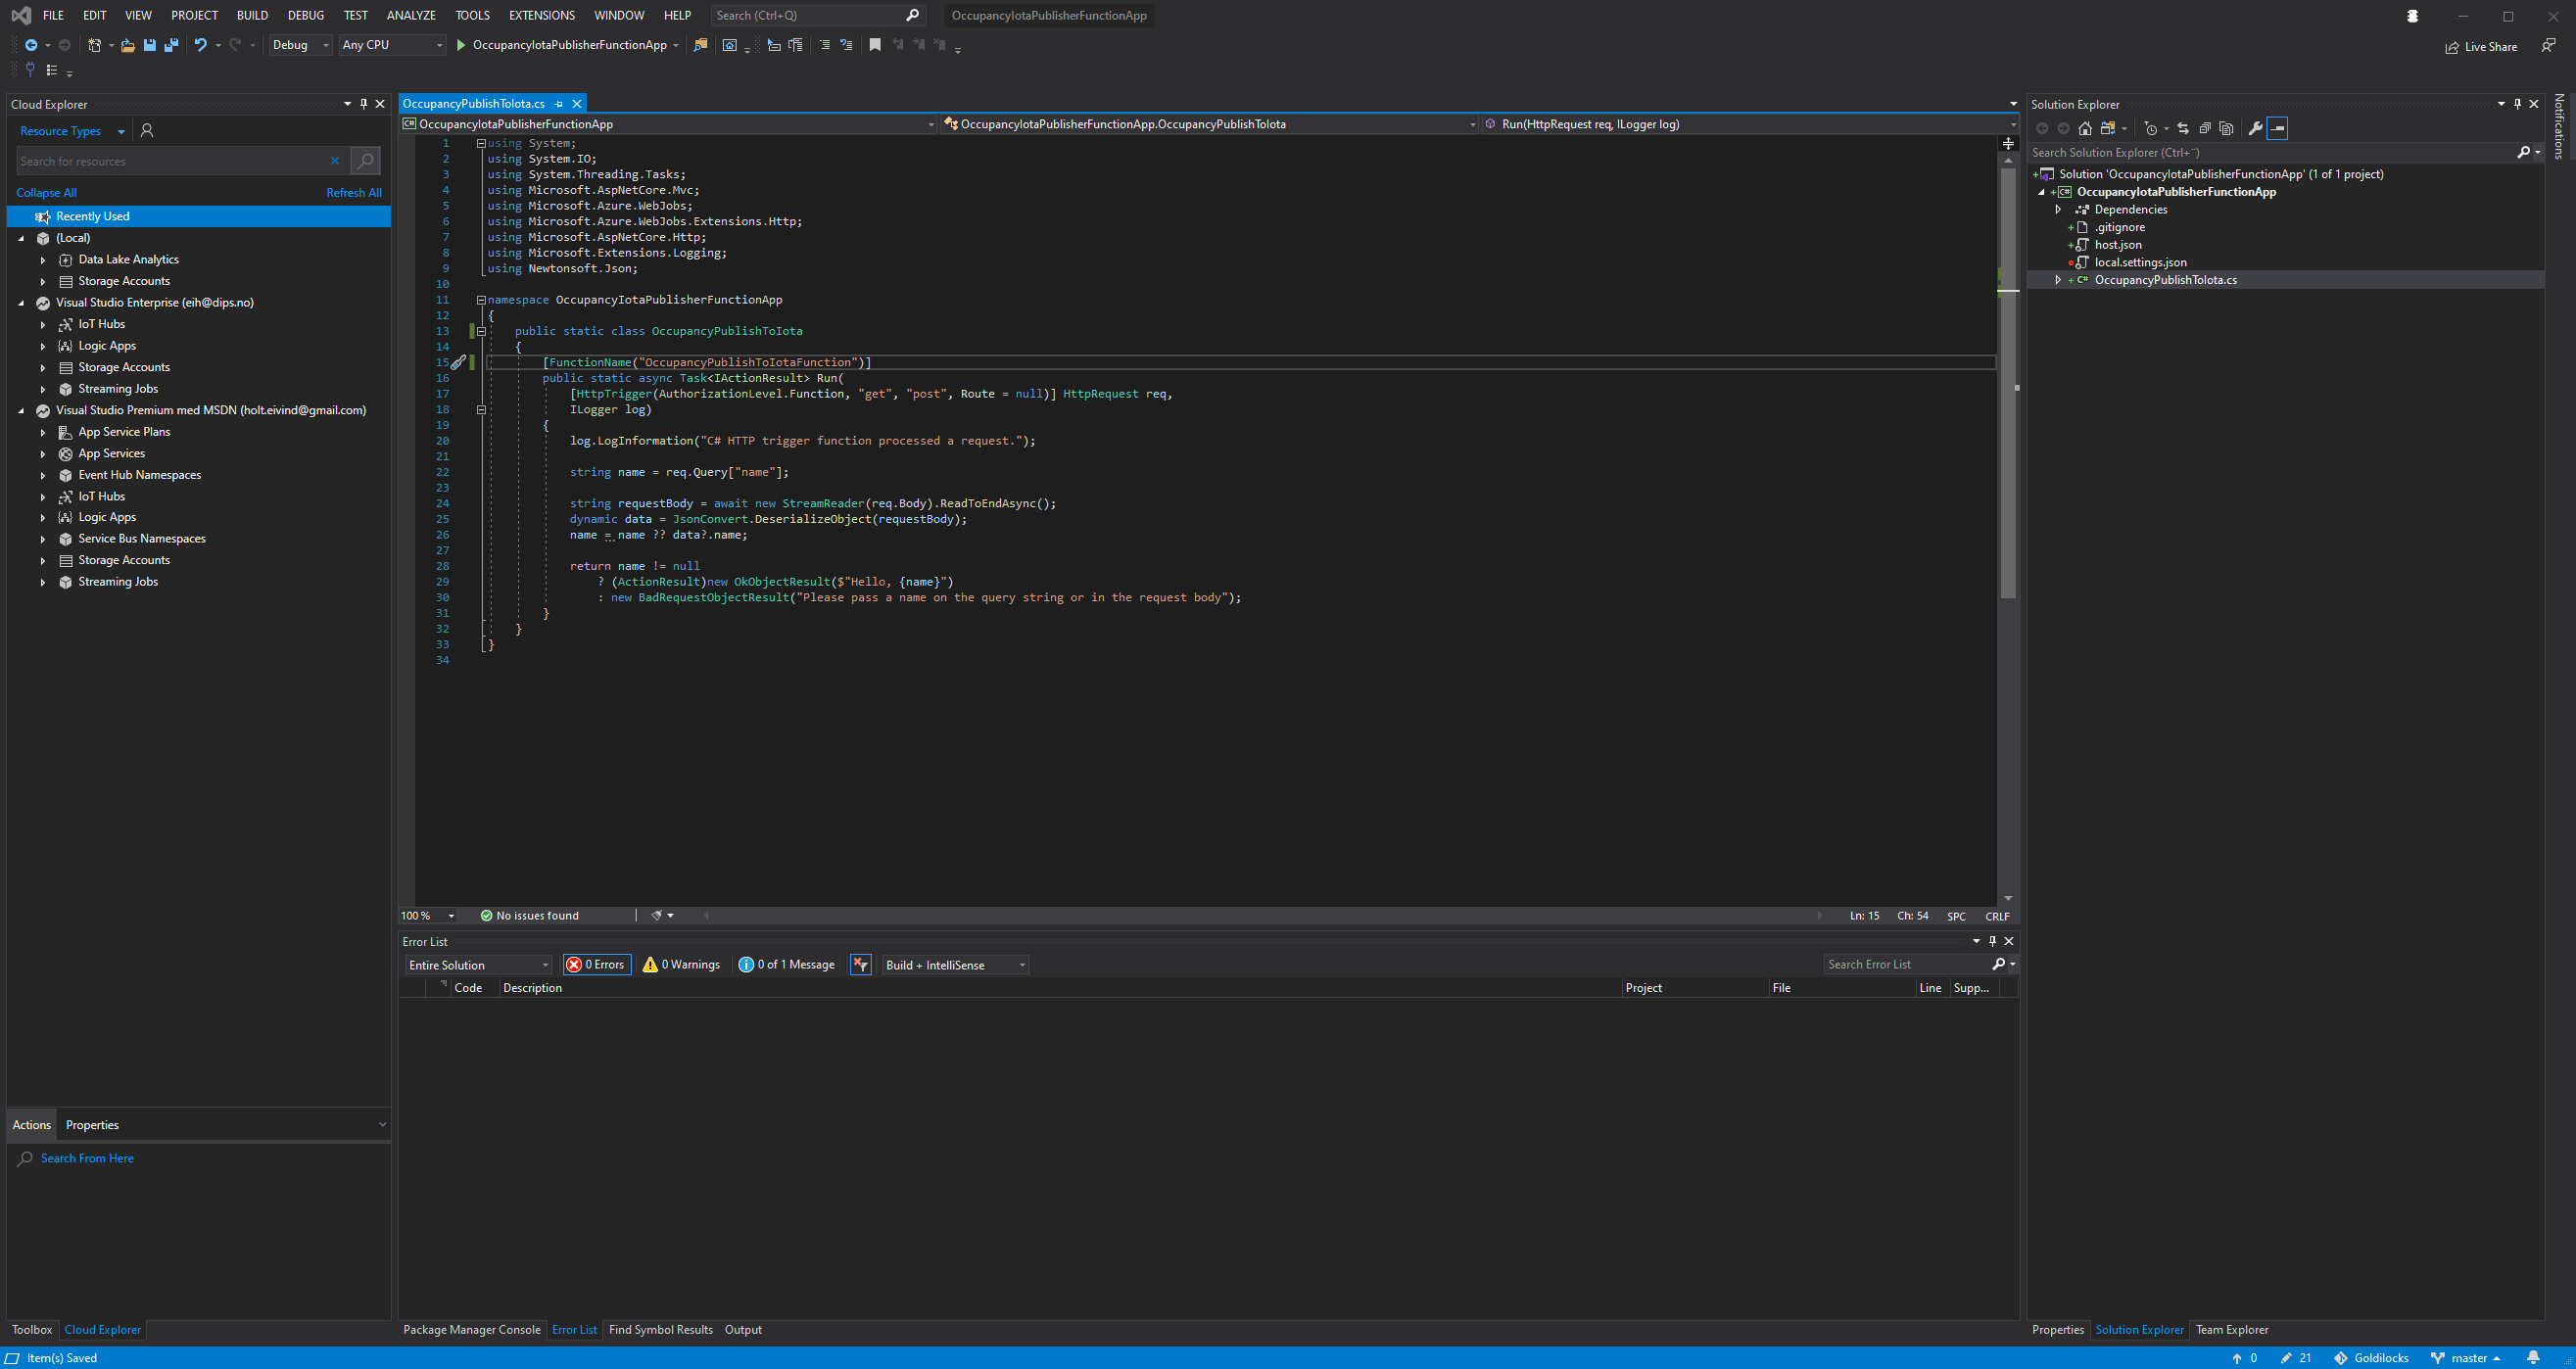 FILE EDIT VIEW PROJECT BUILD DEBUG TEST ANALYZE TOOLS EXTENSIONS WINDOW HELP Search (Ctrl+Q) OccupancyIotaPublisherFunctionApp
Debug Any CPU OccupancyIotaPublisherFunctionApp Live Share
Cloud Explorer
Resource Types
Search for resources
Collapse All Refresh All
Recently Used
(Local)
Data Lake Analytics
Storage Accounts
Visual Studio Enterprise (eih@dips.no)
IoT Hubs
Logic Apps
Storage Accounts
Streaming Jobs
Visual Studio Premium med MSDN (holt.eivind@gmail.com)
App Service Plans
App Services
Event Hub Namespaces
IoT Hubs
Logic Apps
Service Bus Namespaces
Storage Accounts
Streaming Jobs
Actions Properties
Search From Here
Toolbox Cloud Explorer
OccupancyPublishToIota.cs
OccupancyIotaPublisherFunctionApp OccupancyIotaPublisherFunctionApp.OccupancyPublishToIota Run(HttpRequest req, ILogger log)
1 using System;
2 using System.IO;
3 using System.Threading.Tasks;
4 using Microsoft.AspNetCore.Mvc;
5 using Microsoft.Azure.WebJobs;
6 using Microsoft.Azure.WebJobs.Extensions.Http;
7 using Microsoft.AspNetCore.Http;
8 using Microsoft.Extensions.Logging;
9 using Newtonsoft.Json;
10
11 namespace OccupancyIotaPublisherFunctionApp
12 {
13 public static class OccupancyPublishToIota
14 {
15 [FunctionName("OccupancyPublishToIotaFunction")]
16 public static async Task<IActionResult> Run(
17 [HttpTrigger(AuthorizationLevel.Function, "get", "post", Route = null)] HttpRequest req,
18 ILogger log)
19 {
20 log.LogInformation("C# HTTP trigger function processed a request.");
21
22 string name = req.Query["name"];
23
24 string requestBody = await new StreamReader(req.Body).ReadToEndAsync();
25 dynamic data = JsonConvert.DeserializeObject(requestBody);
26 name = name ?? data?.name;
27
28 return name != null
29 ? (ActionResult)new OkObjectResult($"Hello, {name}")
30 : new BadRequestObjectResult("Please pass a name on the query string or in the request body");
31 }
32 }
33 }
34
100 % No issues found Ln: 15 Ch: 54 SPC CRLF
Error List
Entire Solution 0 Errors 0 Warnings 0 of 1 Message Build + IntelliSense Search Error List
Code Description Project File Line Supp...
Package Manager Console Error List Find Symbol Results Output
Solution Explorer
Search Solution Explorer (Ctrl+¨)
Solution 'OccupancyIotaPublisherFunctionApp' (1 of 1 project)
OccupancyIotaPublisherFunctionApp
Dependencies
.gitignore
host.json
local.settings.json
C# OccupancyPublishToIota.cs
Properties Solution Explorer Team Explorer
Notifications
Item(s) Saved 0 21 Goldilocks master